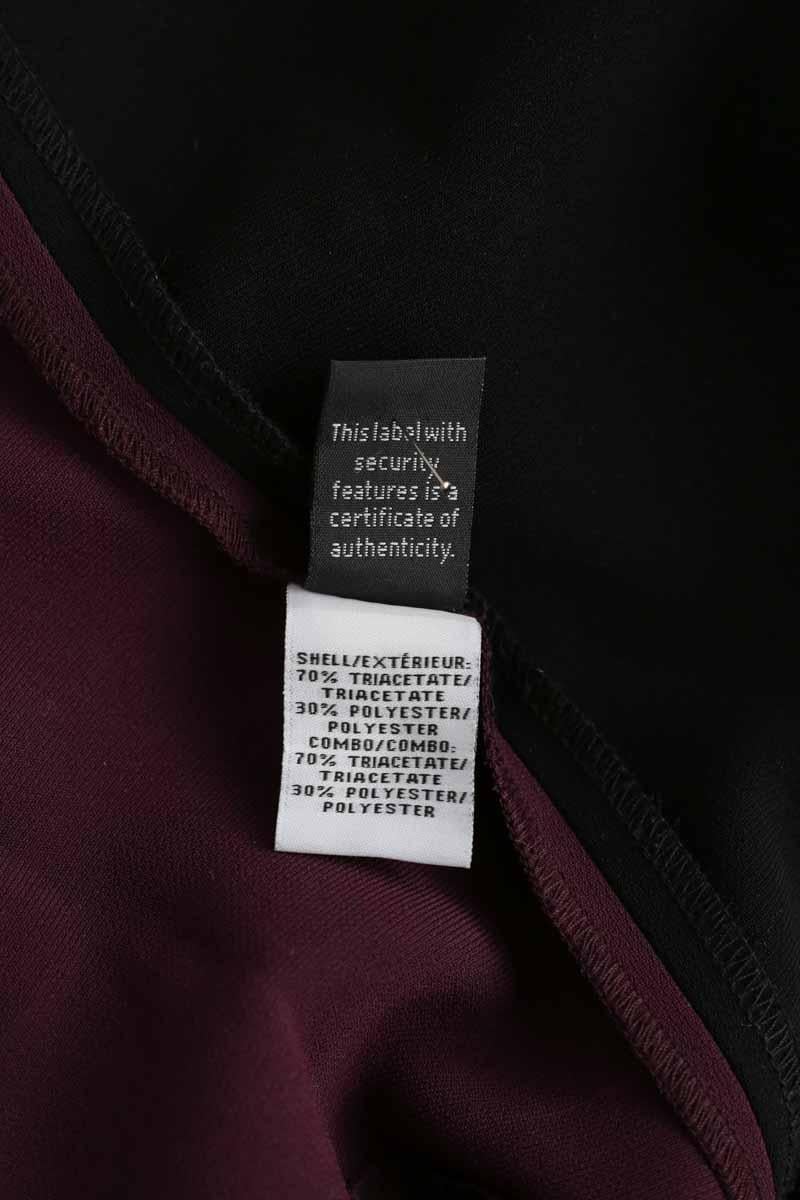 This label with
security
features is a
certificate of
authenticity.
SHELL/EXTÉRIEUR:
70% TRIACETATE/
TRIACETATE
30% POLYESTER/
POLYESTER
COMBO/COMBO:
70% TRIACETATE/
TRIACETATE
30% POLYESTER/
POLYESTER